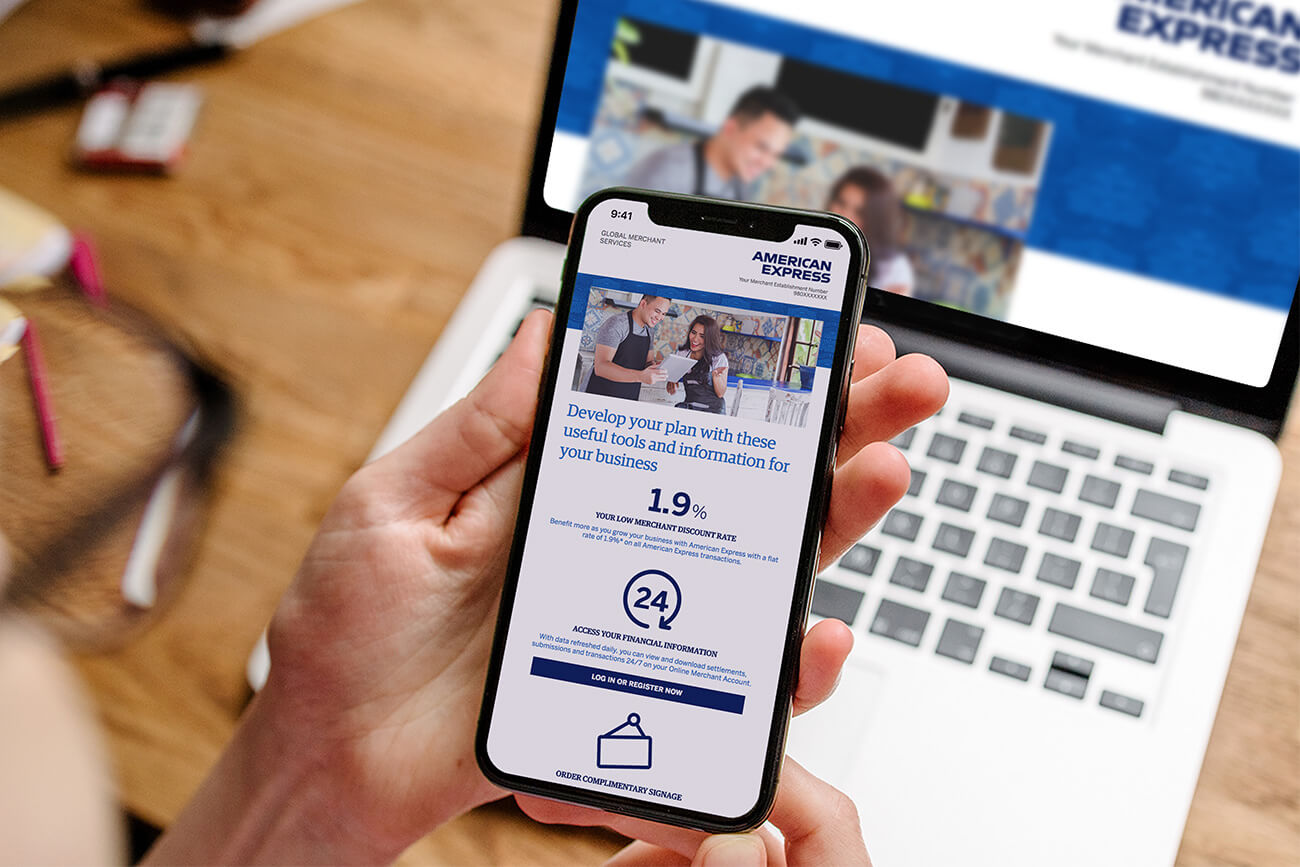 AMERICAN
EXPRESS
Your Merchant Establishment Number
980XXXXXXX
9:41
GLOBAL MERCHANT
SERVICES
AMERICAN
EXPRESS
Your Merchant Establishment Number
980XXXXXXX
Develop your plan with these
useful tools and information for
your business
1.9%
YOUR LOW MERCHANT DISCOUNT RATE
Benefit more as you grow your business with American Express with a flat
rate of 1.9%* on all American Express transactions.
24
ACCESS YOUR FINANCIAL INFORMATION
With data refreshed daily, you can view and download settlements,
submissions and transactions 24/7 on your Online Merchant Account.
LOG IN OR REGISTER NOW
ORDER COMPLIMENTARY SIGNAGE